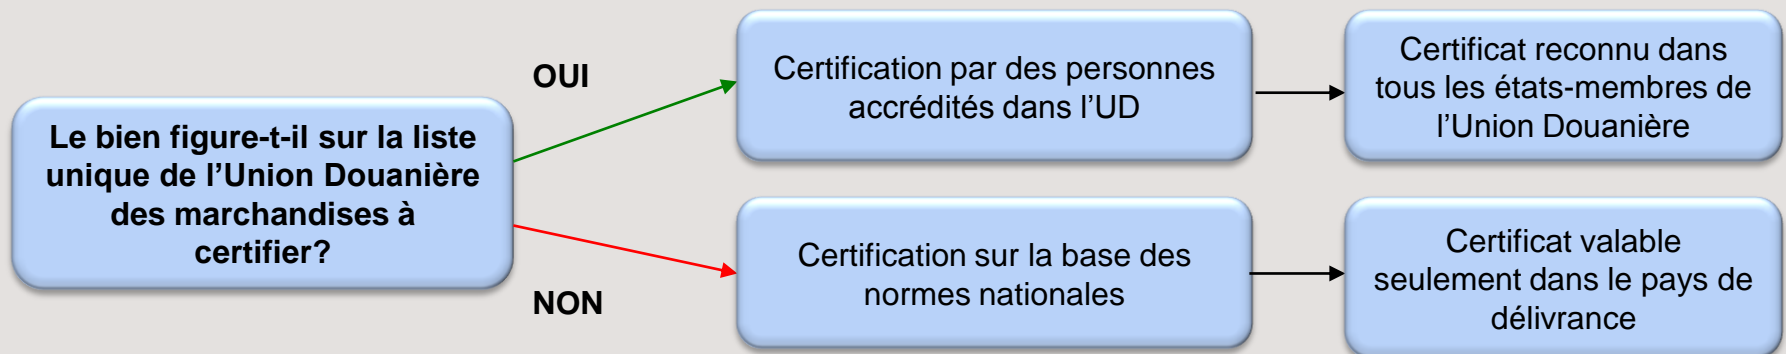 Le bien figure-t-il sur la liste
unique de l'Union Douanière
des marchandises à
certifier?
OUI
Certification par des personnes
accrédités dans l'UD
Certificat reconnu dans
tous les états-membres de
l'Union Douanière
NON
Certification sur la base des
normes nationales
Certificat valable
seulement dans le pays de
délivrance